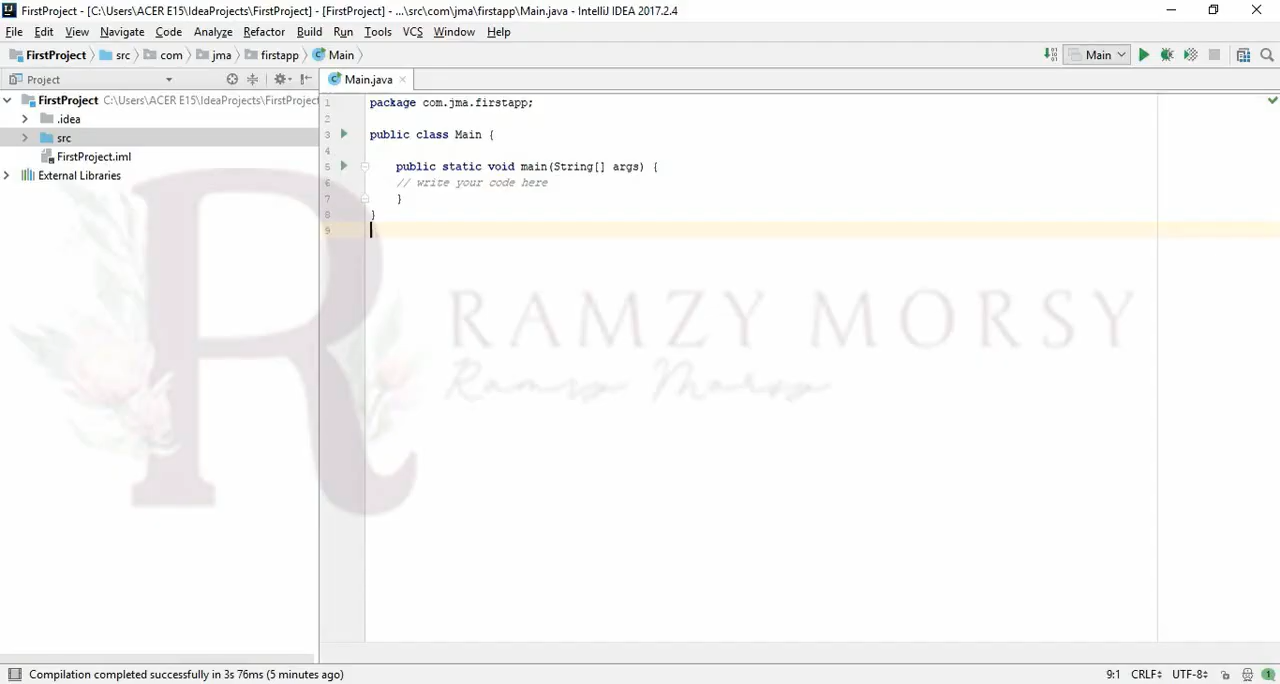 FirstProject - [C:\Users\ACER E15\IdeaProjects\FirstProject] - [FirstProject] - ...\src\com\jma\firstapp\Main.java - IntelliJ IDEA 2017.2.4
File Edit View Navigate Code Analyze Refactor Build Run Tools VCS Window Help
FirstProject src com jma firstapp Main Main
Project Main.java
FirstProject C:\Users\ACER E15\IdeaProjects\FirstProject
.idea
src
FirstProject.iml
External Libraries
1 package com.jma.firstapp;
2
3 public class Main {
4
5 public static void main(String[] args) {
6 // write your code here
7 }
8 }
9
RAMZY MORSY
Ramzy Morsy
Compilation completed successfully in 3s 76ms (5 minutes ago) 9:1 CRLF UTF-8 1